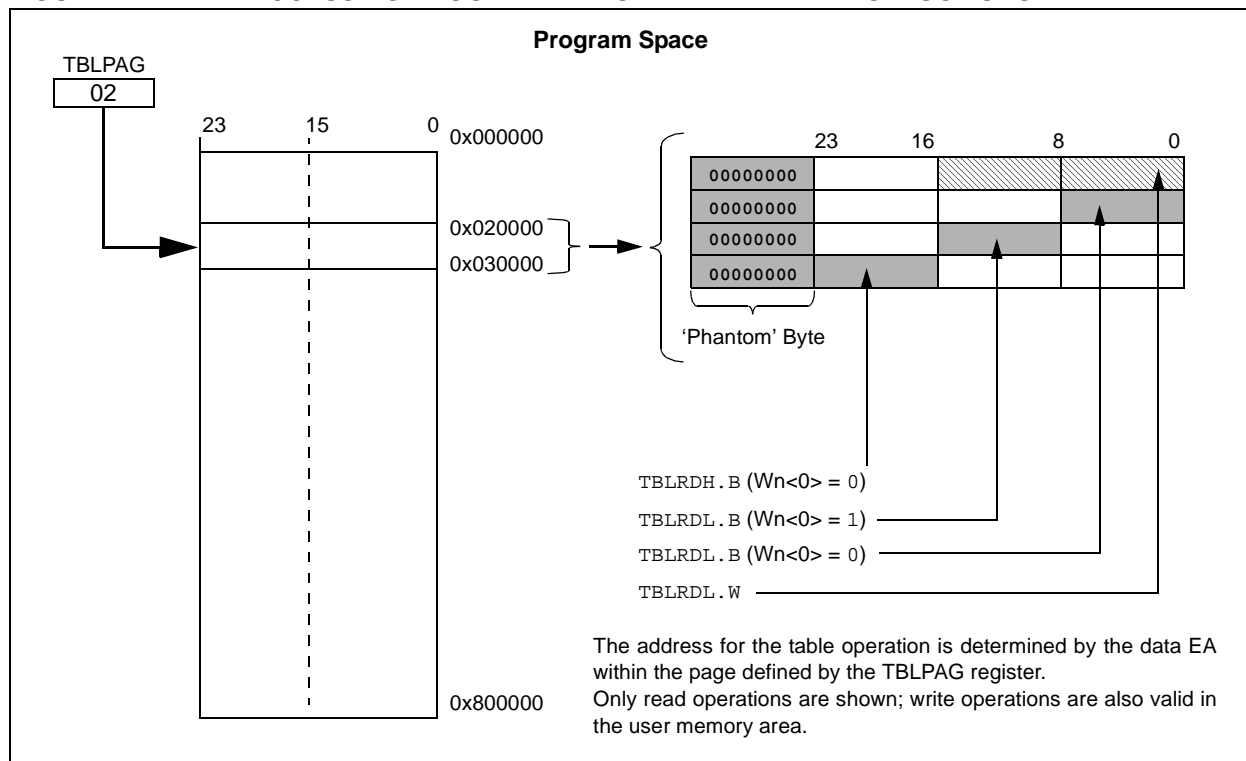 Program Space
TBLPAG
02
23 15 0
0x000000
0x020000
0x030000
0x800000
23 16 8 0
00000000
00000000
00000000
00000000
‘Phantom’ Byte
TBLRDH.B (Wn<0> = 0)
TBLRDL.B (Wn<0> = 1)
TBLRDL.B (Wn<0> = 0)
TBLRDL.W
The address for the table operation is determined by the data EA
within the page defined by the TBLPAG register.
Only read operations are shown; write operations are also valid in
the user memory area.